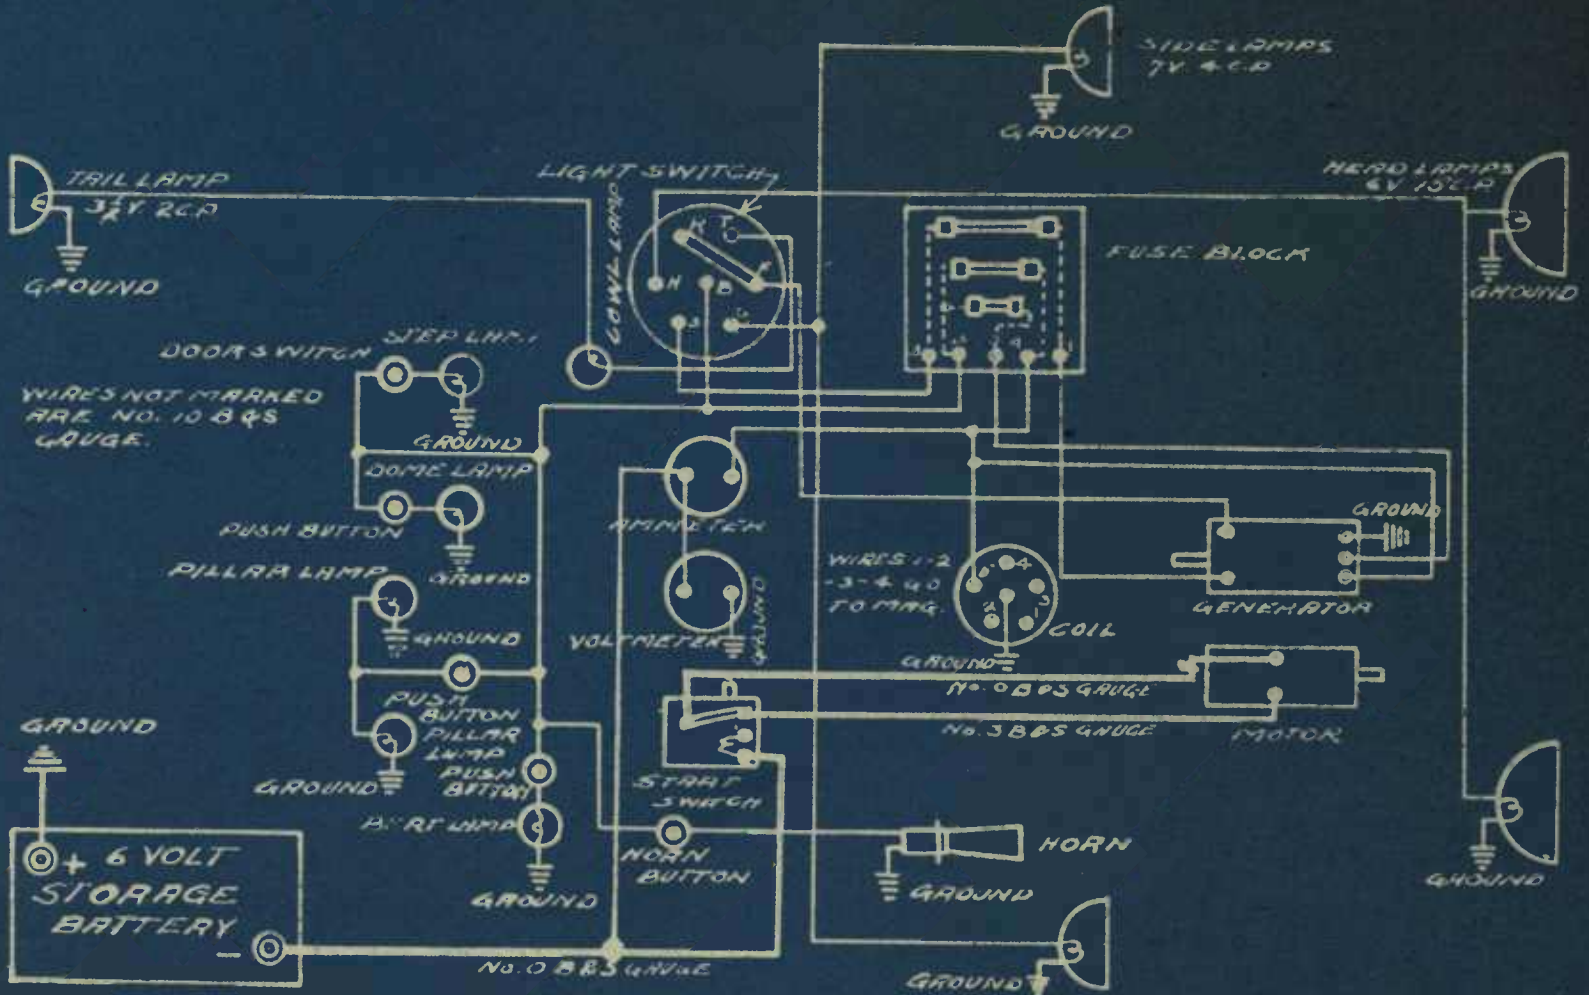 SIDE LAMPS
7V. 4 C.P.
GROUND
TAIL LAMP
3½V 2 C.P.
GROUND
LIGHT SWITCH
COWL LAMP
HEAD LAMPS
6V 15 C.P.
GROUND
FUSE BLOCK
K
T
H
B
S
DOOR SWITCH
WIRES NOT MARKED
ARE NO. 10 B&S
GAUGE.
GROUND
DOME LAMP
PUSH BUTTON
GROUND
AMMETER
VOLTMETER
GROUND
WIRES 1-2
-3-4 GO
TO MAG.
4
3
2
1
COIL
GROUND
GROUND
GENERATOR
PILLAR LAMP
GROUND
PUSH
BUTTON
PILLAR
LAMP
GROUND
PUSH
BUTTON
GROUND
No. 0 B&S GAUGE
No. 3 B&S GAUGE
MOTOR
START
SWITCH
HORN
BUTTON
HORN
GROUND
GROUND
GROUND
+ 6 VOLT
STORAGE
BATTERY
-
No. 0 B&S GAUGE
GROUND